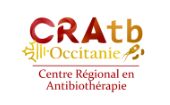 CRAtb
Occitanie
Centre Régional en
Antibiothérapie